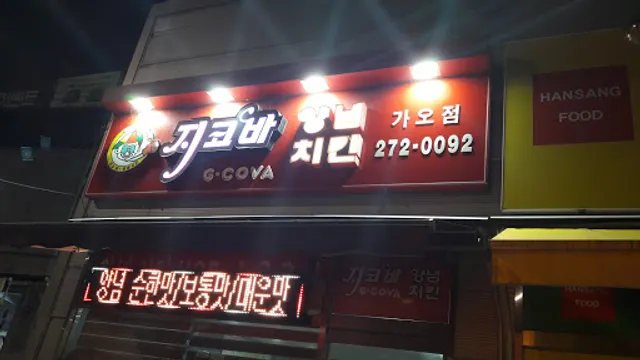 지코바
G·COVA
양념
치킨
가오점
272-0092
HANSANG
FOOD
양념 순한맛/보통맛/매운맛
지코바 양념
G·COVA 치킨
FOOD